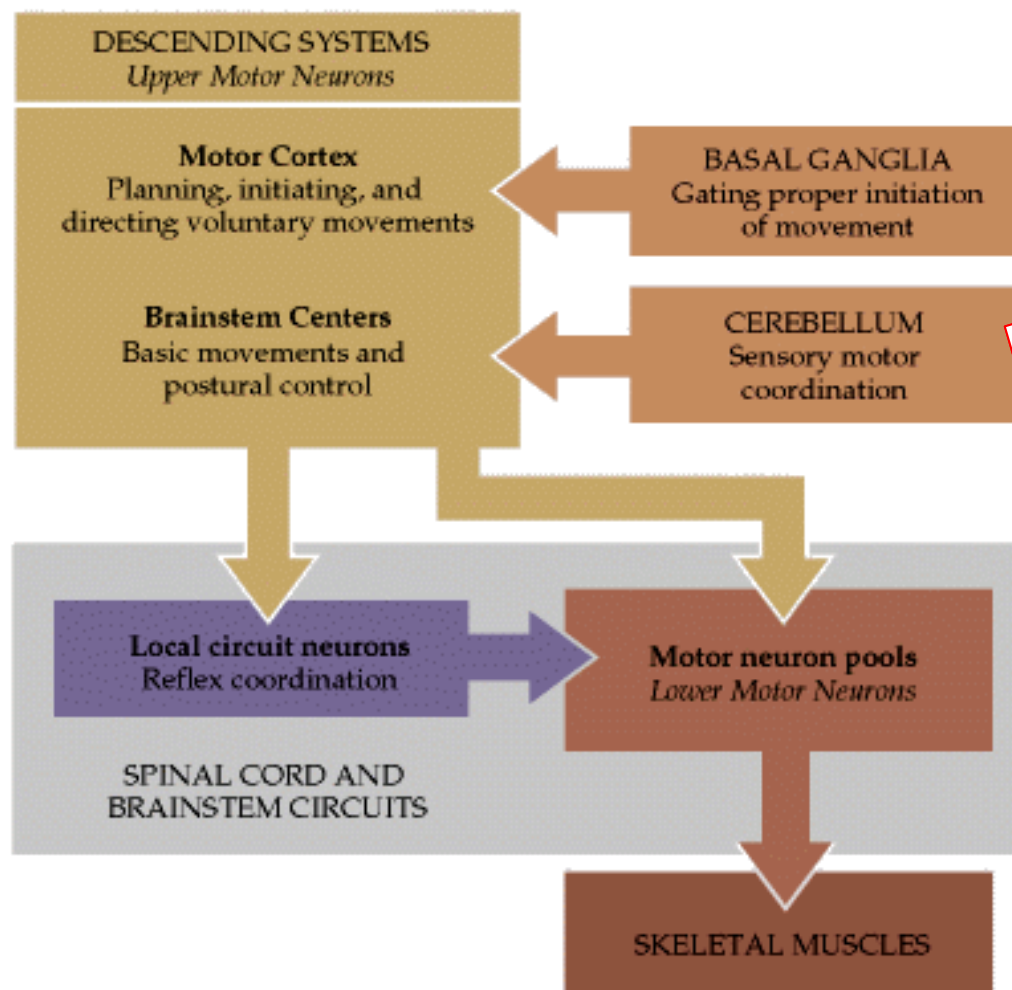 DESCENDING SYSTEMS
Upper Motor Neurons
Motor Cortex
Planning, initiating, and
directing voluntary movements
Brainstem Centers
Basic movements and
postural control
BASAL GANGLIA
Gating proper initiation
of movement
CEREBELLUM
Sensory motor
coordination
Local circuit neurons
Reflex coordination
Motor neuron pools
Lower Motor Neurons
SPINAL CORD AND
BRAINSTEM CIRCUITS
SKELETAL MUSCLES